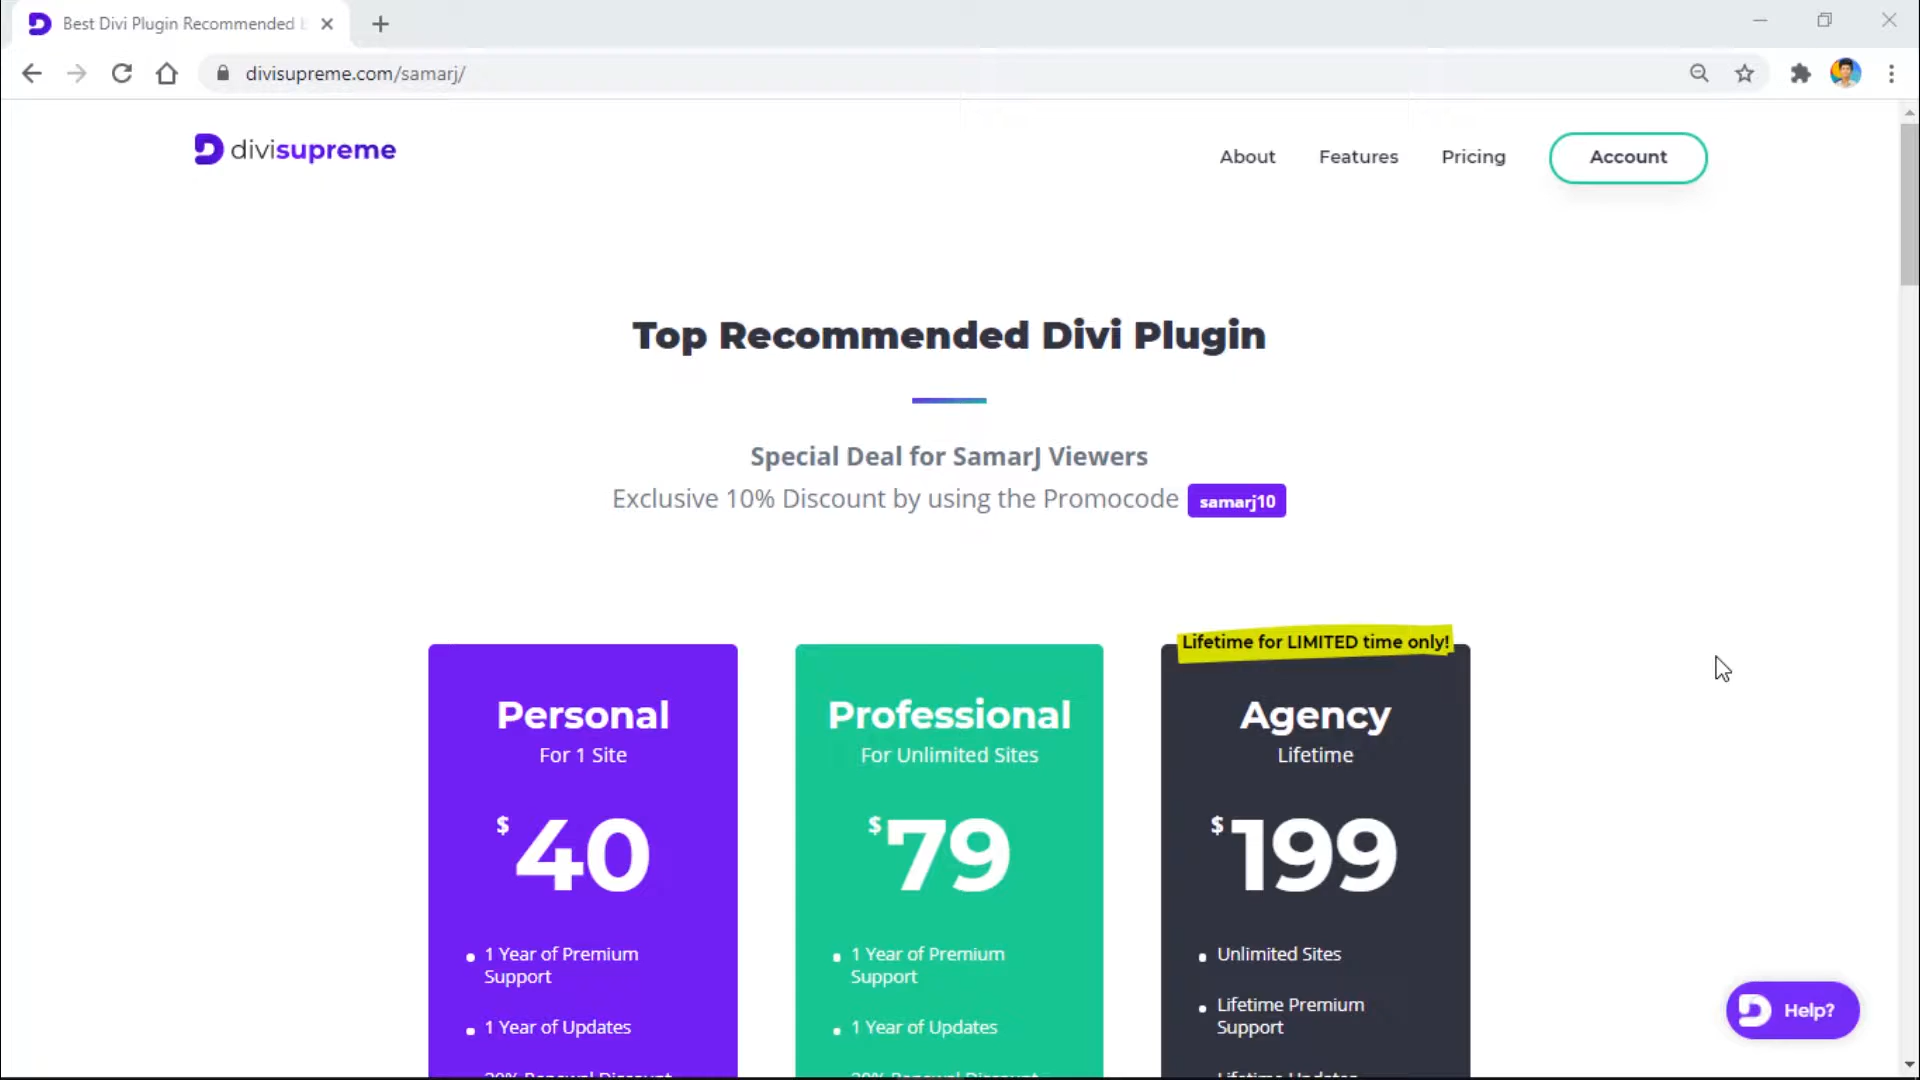 Best Divi Plugin Recommended
divisupreme.com/samarj/
divisupreme
About
Features
Pricing
Account
Top Recommended Divi Plugin
Special Deal for SamarJ Viewers
Exclusive 10% Discount by using the Promocode samarj10
Personal
For 1 Site
$40
1 Year of Premium
Support
1 Year of Updates
Professional
For Unlimited Sites
$79
1 Year of Premium
Support
1 Year of Updates
Lifetime for LIMITED time only!
Agency
Lifetime
$199
Unlimited Sites
Lifetime Premium
Support
Help?